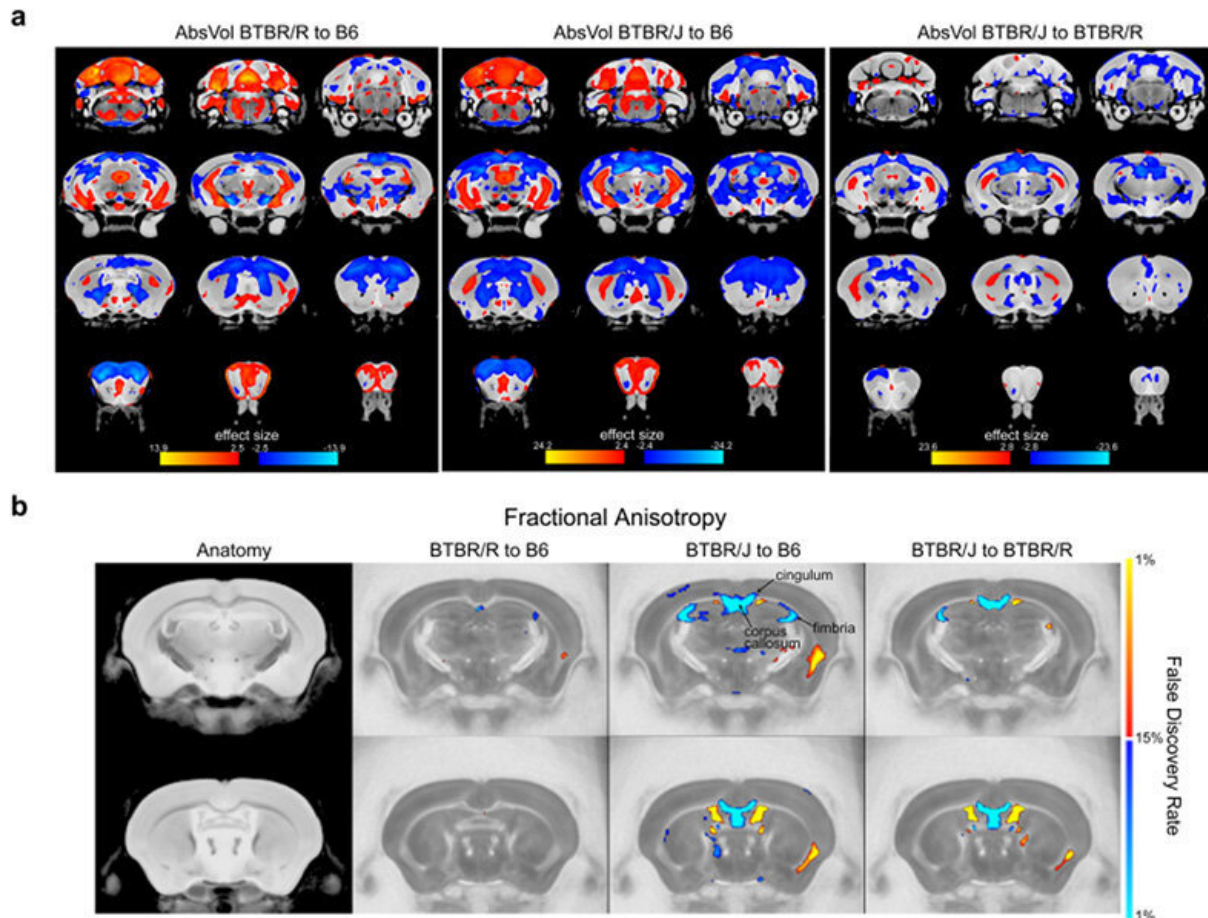 a
AbsVol BTBR/R to B6
AbsVol BTBR/J to B6
AbsVol BTBR/J to BTBR/R
effect size
13.9 2.5 -2.5 -13.9
effect size
24.2 2.4 -2.4 -24.2
effect size
23.6 2.8 -2.8 -23.6
b
Fractional Anisotropy
Anatomy
BTBR/R to B6
BTBR/J to B6
BTBR/J to BTBR/R
cingulum
corpus
callosum
fimbria
1%
15%
1%
False Discovery Rate